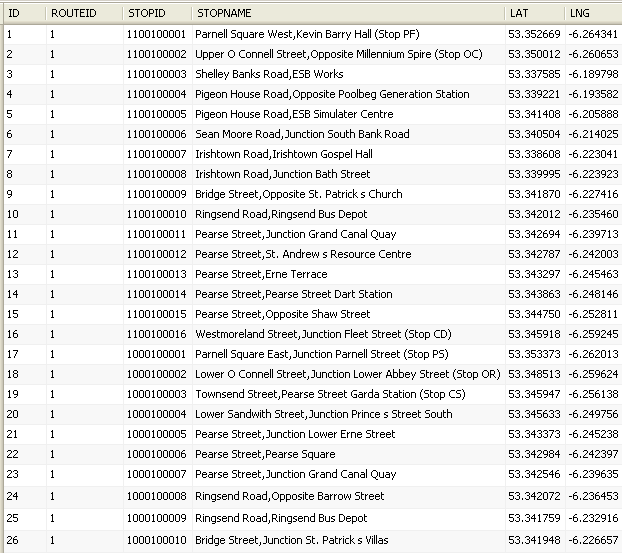 ID ROUTEID STOPID STOPNAME LAT LNG
1 1 1100100001 Parnell Square West,Kevin Barry Hall (Stop PF) 53.352669 -6.264341
2 1 1100100002 Upper O Connell Street,Opposite Millennium Spire (Stop OC) 53.350012 -6.260653
3 1 1100100003 Shelley Banks Road,ESB Works 53.337585 -6.189798
4 1 1100100004 Pigeon House Road,Opposite Poolbeg Generation Station 53.339221 -6.193582
5 1 1100100005 Pigeon House Road,ESB Simulater Centre 53.341408 -6.205888
6 1 1100100006 Sean Moore Road,Junction South Bank Road 53.340504 -6.214025
7 1 1100100007 Irishtown Road,Irishtown Gospel Hall 53.338608 -6.223041
8 1 1100100008 Irishtown Road,Junction Bath Street 53.339995 -6.223923
9 1 1100100009 Bridge Street,Opposite St. Patrick s Church 53.341870 -6.227416
10 1 1100100010 Ringsend Road,Ringsend Bus Depot 53.342012 -6.235460
11 1 1100100011 Pearse Street,Junction Grand Canal Quay 53.342694 -6.239713
12 1 1100100012 Pearse Street,St. Andrew s Resource Centre 53.342787 -6.242003
13 1 1100100013 Pearse Street,Erne Terrace 53.343297 -6.245463
14 1 1100100014 Pearse Street,Pearse Street Dart Station 53.343863 -6.248146
15 1 1100100015 Pearse Street,Opposite Shaw Street 53.344750 -6.252811
16 1 1100100016 Westmoreland Street,Junction Fleet Street (Stop CD) 53.345918 -6.259245
17 1 1000100001 Parnell Square East,Junction Parnell Street (Stop PS) 53.353373 -6.262013
18 1 1000100002 Lower O Connell Street,Junction Lower Abbey Street (Stop OR) 53.348513 -6.259624
19 1 1000100003 Townsend Street,Pearse Street Garda Station (Stop CS) 53.345947 -6.256138
20 1 1000100004 Lower Sandwith Street,Junction Prince s Street South 53.345633 -6.249756
21 1 1000100005 Pearse Street,Junction Lower Erne Street 53.343373 -6.245238
22 1 1000100006 Pearse Street,Pearse Square 53.342984 -6.242397
23 1 1000100007 Pearse Street,Junction Grand Canal Quay 53.342546 -6.239635
24 1 1000100008 Ringsend Road,Opposite Barrow Street 53.342072 -6.236453
25 1 1000100009 Ringsend Road,Ringsend Bus Depot 53.341759 -6.232916
26 1 1000100010 Bridge Street,Junction St. Patrick s Villas 53.341948 -6.226657